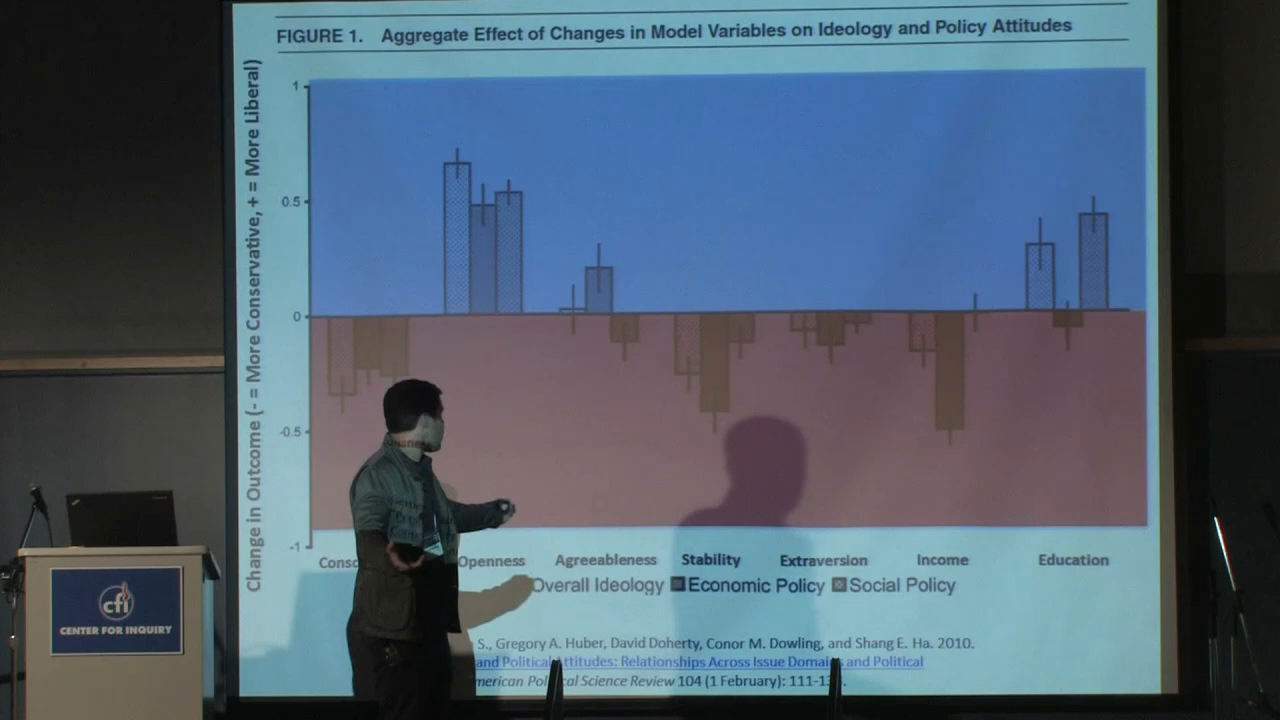 FIGURE 1. Aggregate Effect of Changes in Model Variables on Ideology and Policy Attitudes
Change in Outcome (- = More Conservative, + = More Liberal)
1
0.5
0
-0.5
-1
Openness Agreeableness Stability Extraversion Income Education
Overall Ideology Economic Policy Social Policy
S., Gregory A. Huber, David Doherty, Conor M. Dowling, and Shang E. Ha. 2010.
and Political Attitudes: Relationships Across Issue Domains and Political
Political Science Review 104 (1 February): 111-
cfi
CENTER FOR INQUIRY